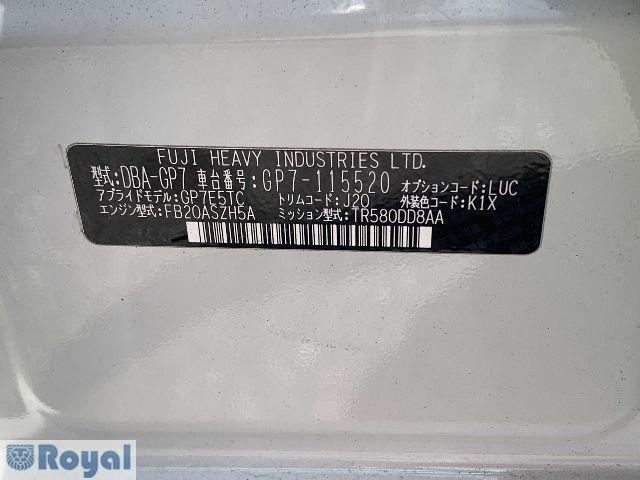 FUJI HEAVY INDUSTRIES LTD.
型式:DBA-GP7 車台番号:GP7-115520 オプションコード:LUC
アプライドモデル:GP7E5TC トリムコード:J20 外装色コード:K1X
エンジン型式:FB20ASZH5A ミッション型式:TR580DD8AA
Royal